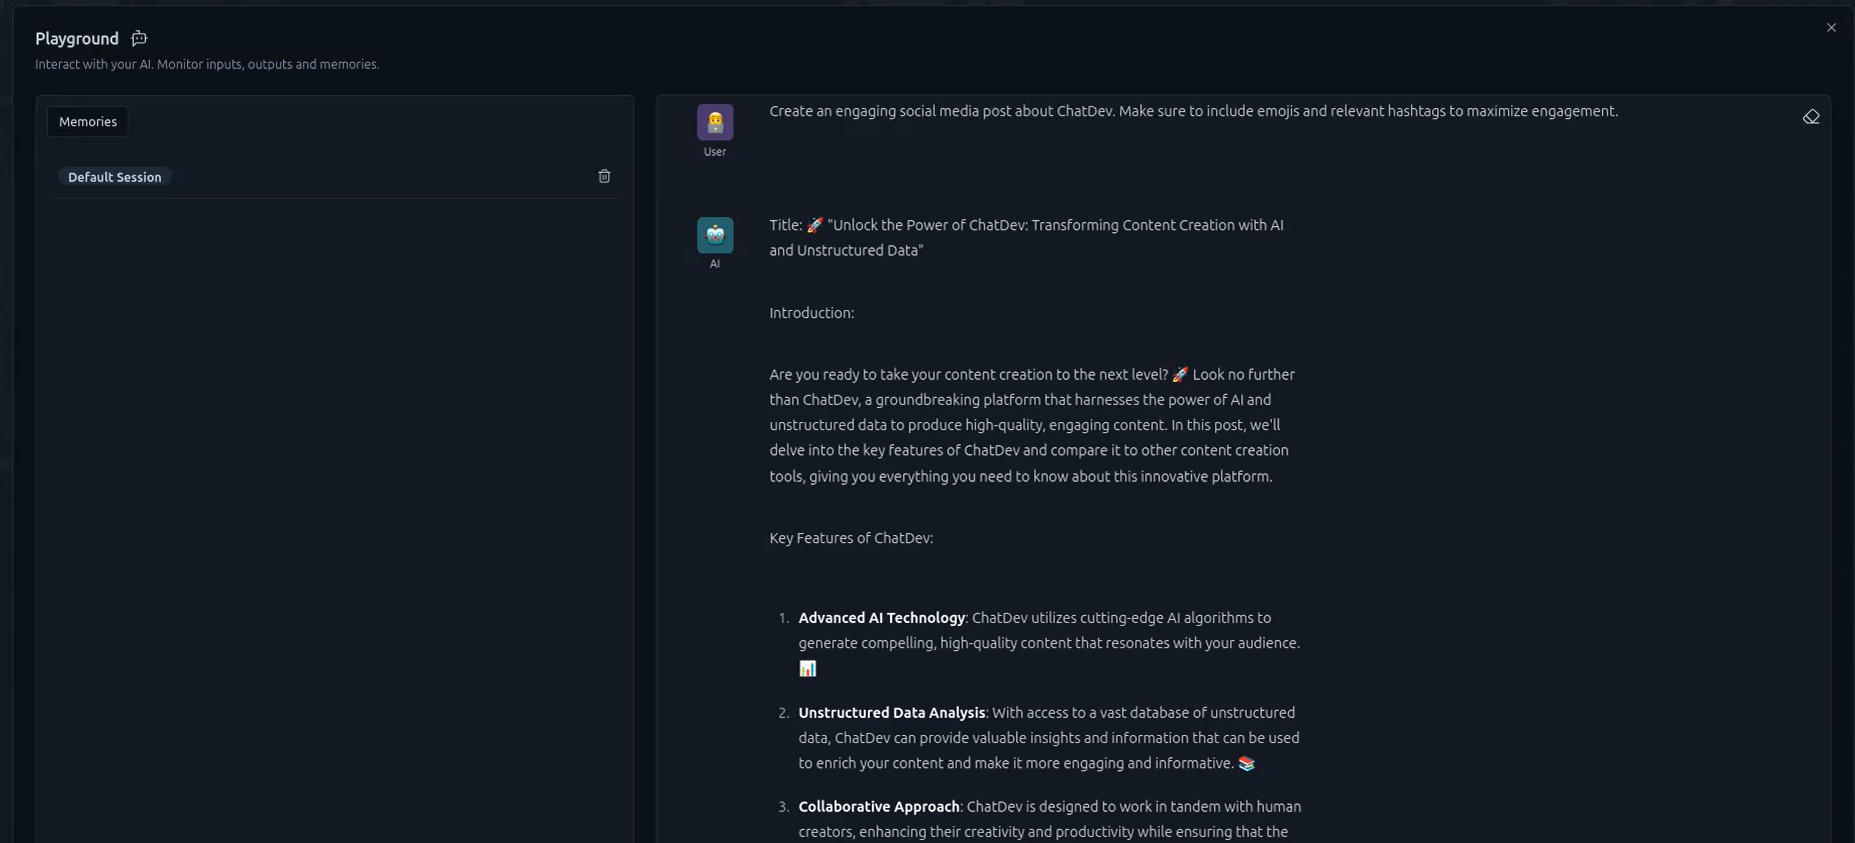 Playground
Interact with your AI. Monitor inputs, outputs and memories.
Memories
Default Session
User
Create an engaging social media post about ChatDev. Make sure to include emojis and relevant hashtags to maximize engagement.
AI
Title: 🚀 "Unlock the Power of ChatDev: Transforming Content Creation with AI
and Unstructured Data"
Introduction:
Are you ready to take your content creation to the next level? 🚀 Look no further
than ChatDev, a groundbreaking platform that harnesses the power of AI and
unstructured data to produce high-quality, engaging content. In this post, we'll
delve into the key features of ChatDev and compare it to other content creation
tools, giving you everything you need to know about this innovative platform.
Key Features of ChatDev:
1. Advanced AI Technology: ChatDev utilizes cutting-edge AI algorithms to
generate compelling, high-quality content that resonates with your audience.
📊
2. Unstructured Data Analysis: With access to a vast database of unstructured
data, ChatDev can provide valuable insights and information that can be used
to enrich your content and make it more engaging and informative. 📚
3. Collaborative Approach: ChatDev is designed to work in tandem with human
creators, enhancing their creativity and productivity while ensuring that the